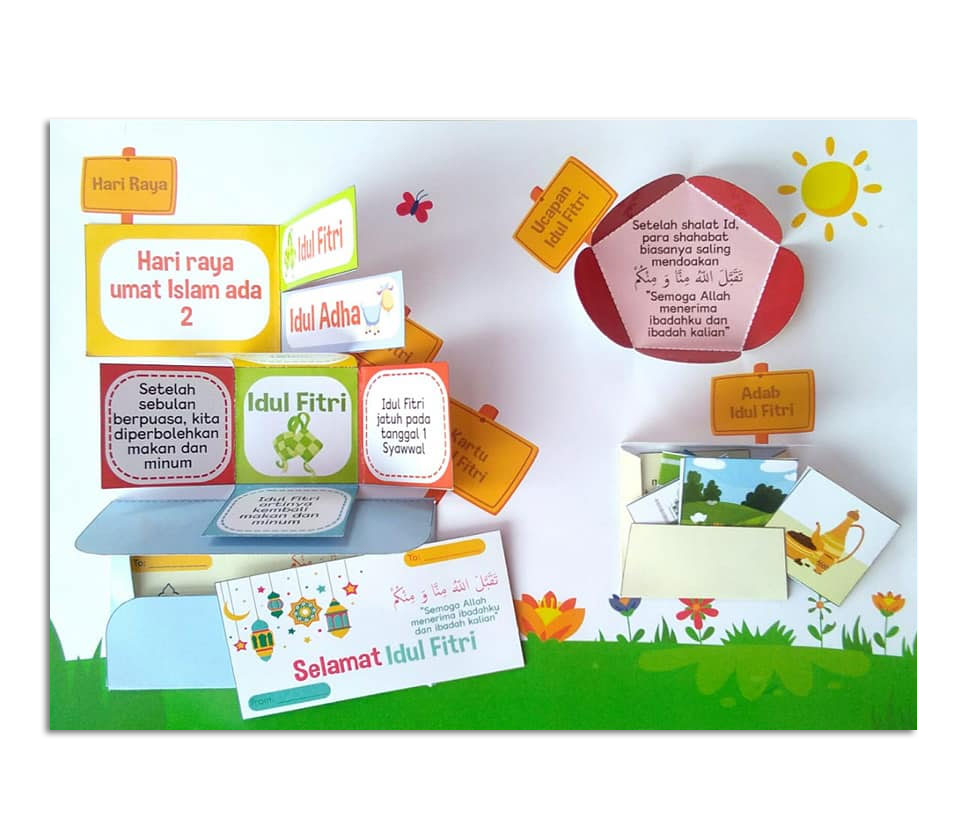 Hari Raya
Hari raya
umat Islam ada
2
Idul Fitri
Idul Adha
Setelah
sebulan
berpuasa, kita
diperbolehkan
makan dan
minum
Idul Fitri
Idul Fitri
jatuh pada
tanggal 1
Syawwal
Idul Fitri
artinya
kembali
makan dan
minum
Kartu
Fitri
To:
To:
تَقَبَّلَ اللهُ مِنَّا وَ مِنْكُمْ
"Semoga Allah
menerima ibadahku
dan ibadah kalian"
Selamat Idul Fitri
From:
Ucapan
Idul Fitri
Setelah shalat Id,
para shahabat
biasanya saling
mendoakan
تَقَبَّلَ اللهُ مِنَّا وَ مِنْكُمْ
"Semoga Allah
menerima
ibadahku dan
ibadah kalian"
Adab
Idul Fitri